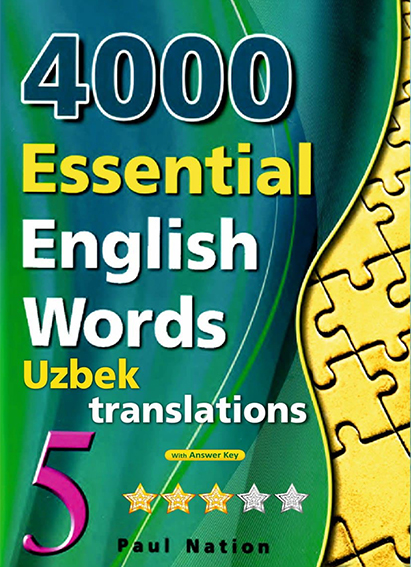 4000
Essential
English
Words
Uzbek
translations
With Answer Key
5
Paul Nation